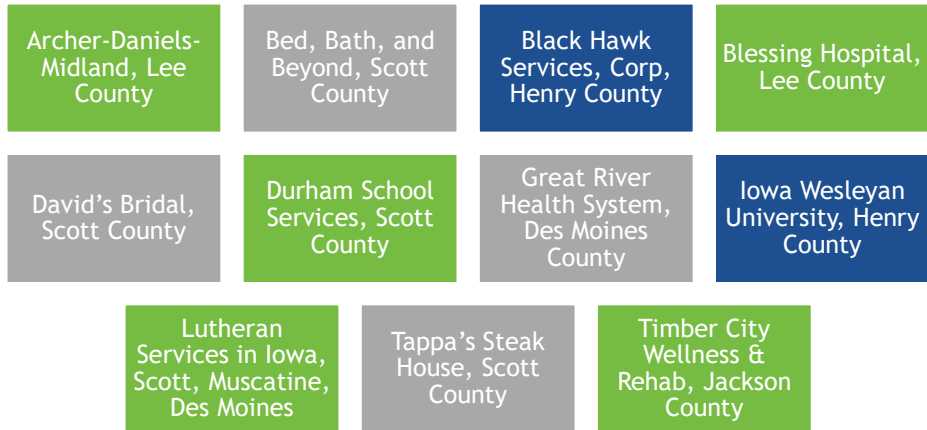 Archer-Daniels-
Midland, Lee
County
Bed, Bath, and
Beyond, Scott
County
Black Hawk
Services, Corp,
Henry County
Blessing Hospital,
Lee County
David's Bridal,
Scott County
Durham School
Services, Scott
County
Great River
Health System,
Des Moines
County
Iowa Wesleyan
University, Henry
County
Lutheran
Services in Iowa,
Scott, Muscatine,
Des Moines
Tappa's Steak
House, Scott
County
Timber City
Wellness &
Rehab, Jackson
County